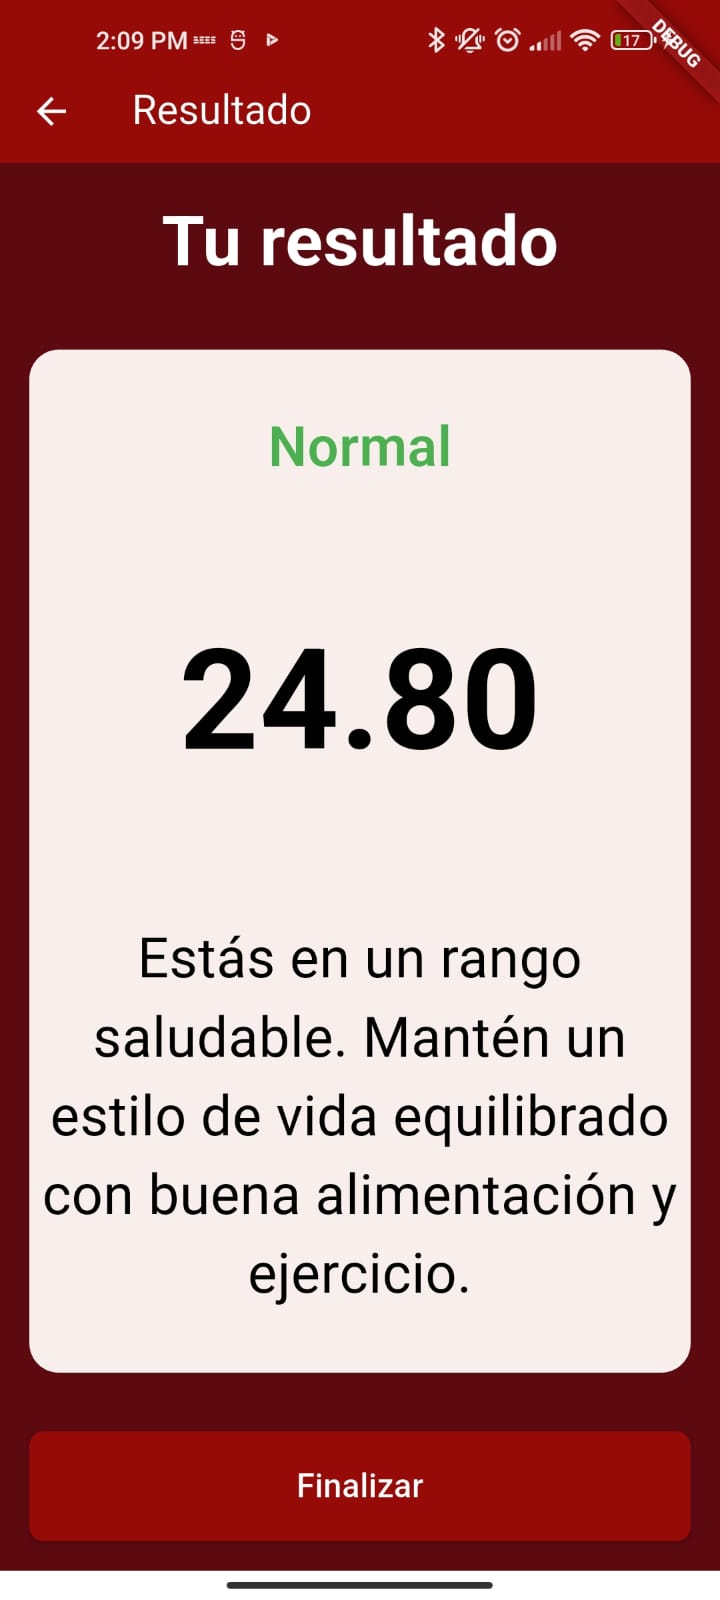 2:09 PM
17
DEBUG
Resultado
Tu resultado
Normal
24.80
Estás en un rango
saludable. Mantén un
estilo de vida equilibrado
con buena alimentación y
ejercicio.
Finalizar